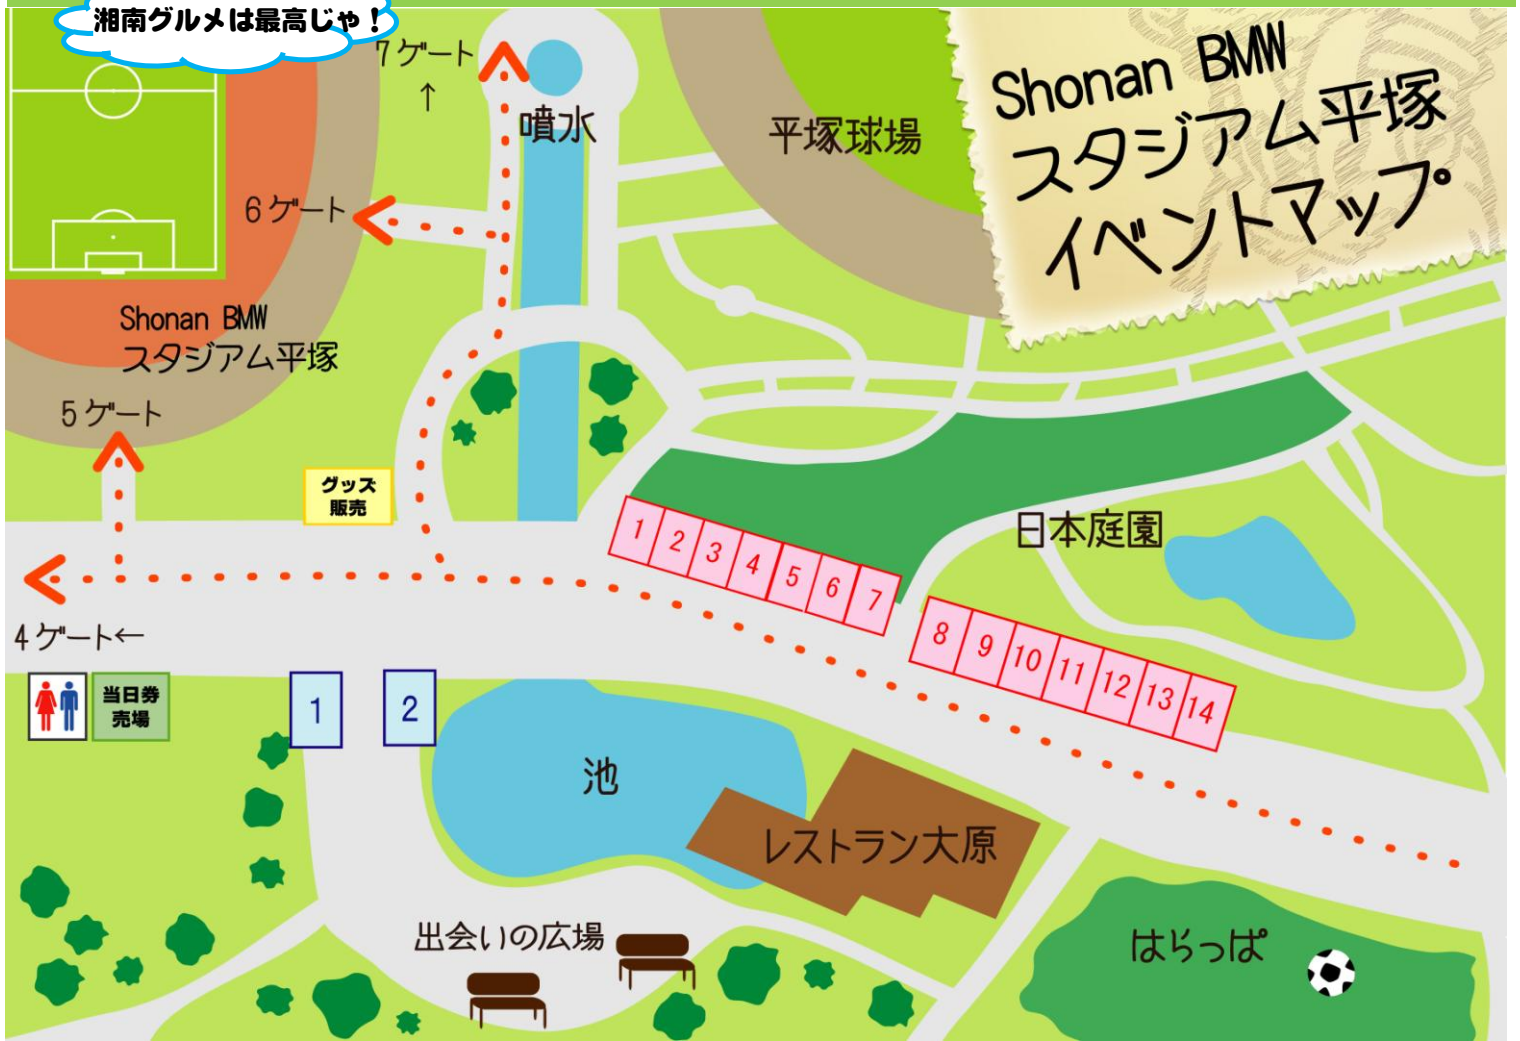 湘南グルメは最高じゃ！
Shonan BMW
スタジアム平塚
イベントマップ
7ゲート
↑
噴水
平塚球場
6ゲート
Shonan BMW
スタジアム平塚
5ゲート
グッズ
販売
1 2 3 4 5 6 7
日本庭園
8 9 10 11 12 13 14
4ゲート←
当日券
売場
1
2
池
レストラン大原
出会いの広場
はらっぱ